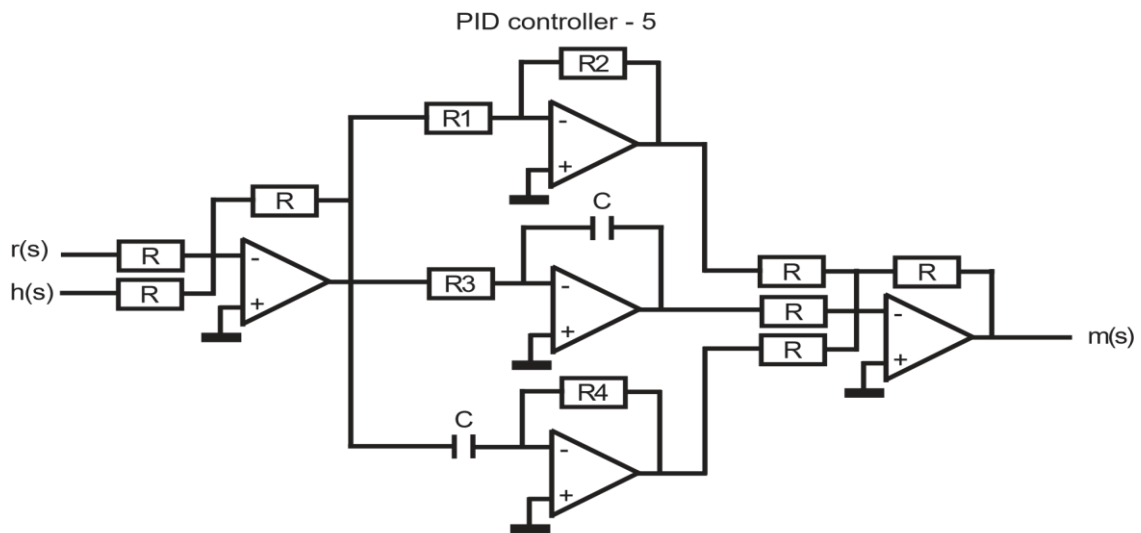 PID controller - 5
R2
R1
-
+
R
C
r(s)
R
-
R3
-
R
R
h(s)
R
+
+
R
-
m(s)
R
+
R4
C
-
+